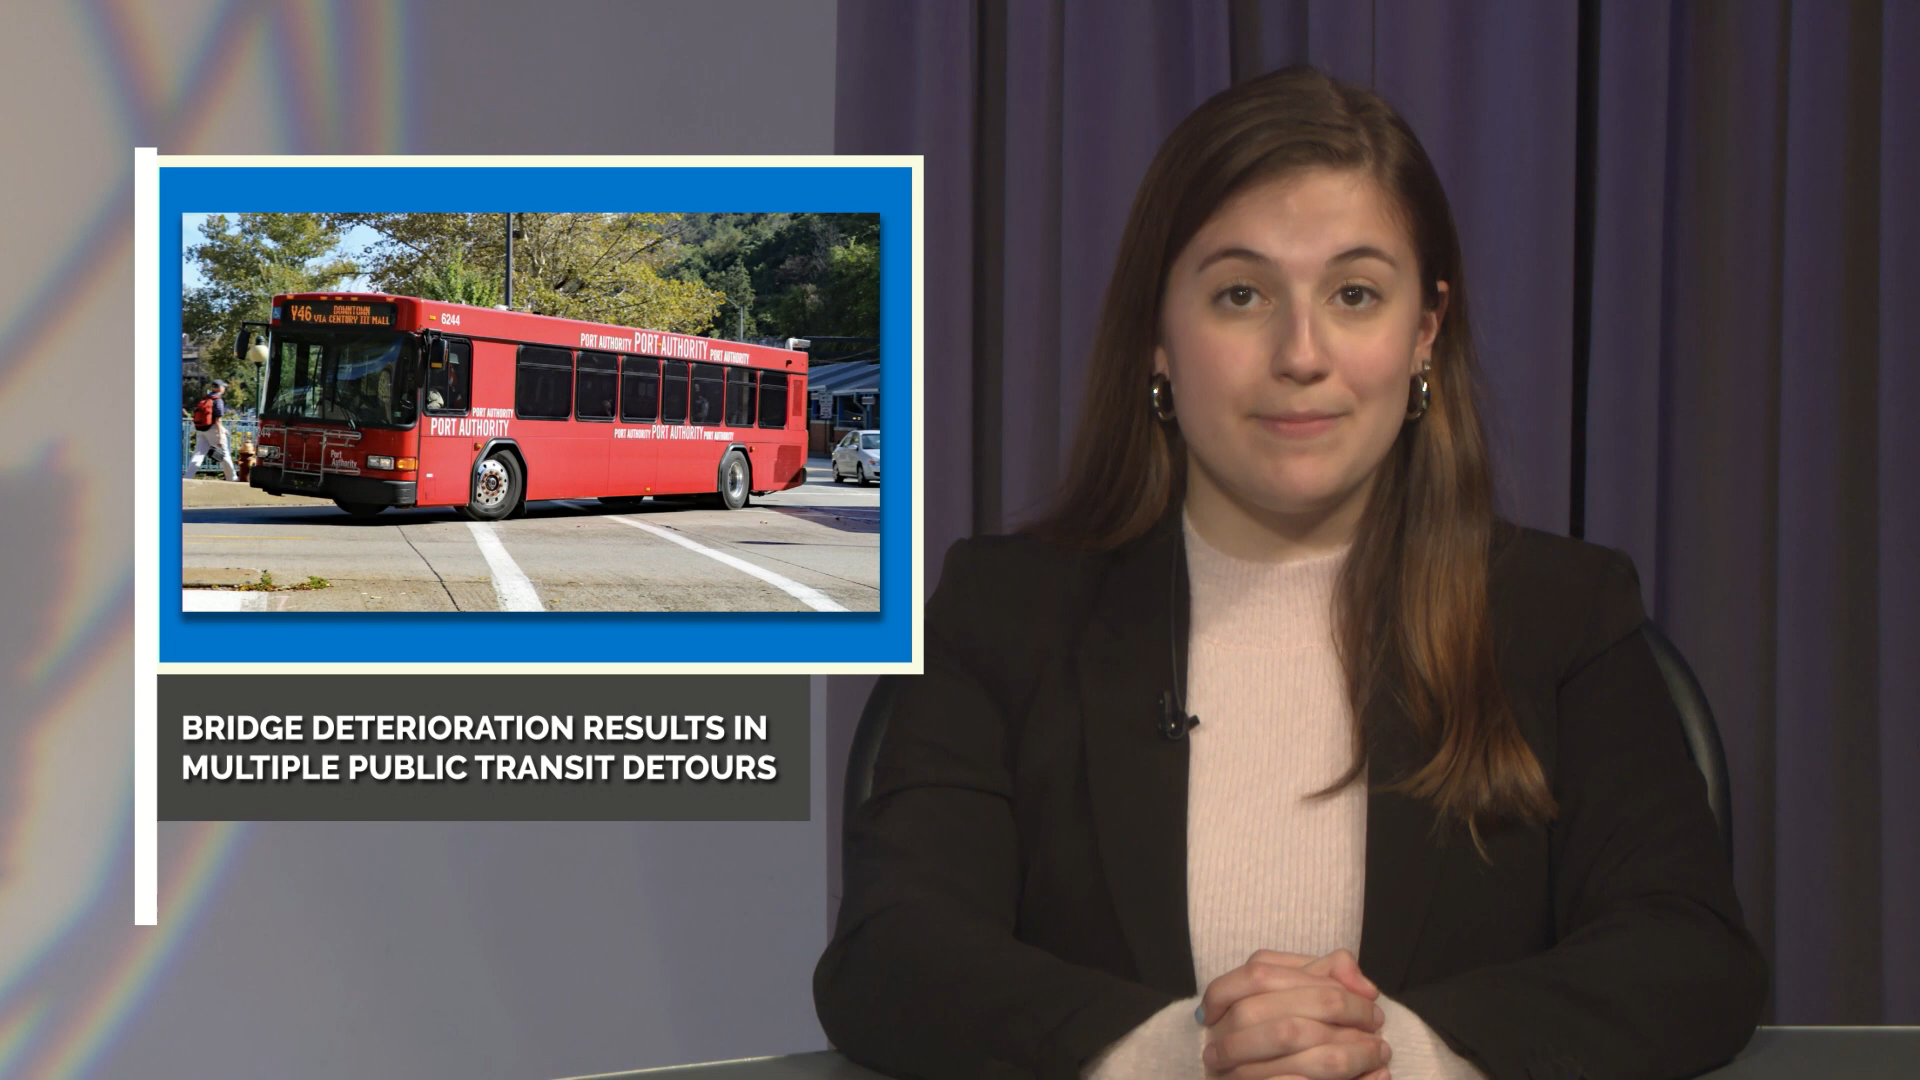 Y46 DOWNTOWN
VIA CENTURY III MALL
6244
PORT AUTHORITY PORT AUTHORITY PORT AUTHORITY
PORT AUTHORITY
PORT AUTHORITY
PORT AUTHORITY PORT AUTHORITY PORT AUTHORITY
Port
Authority
BRIDGE DETERIORATION RESULTS IN
MULTIPLE PUBLIC TRANSIT DETOURS